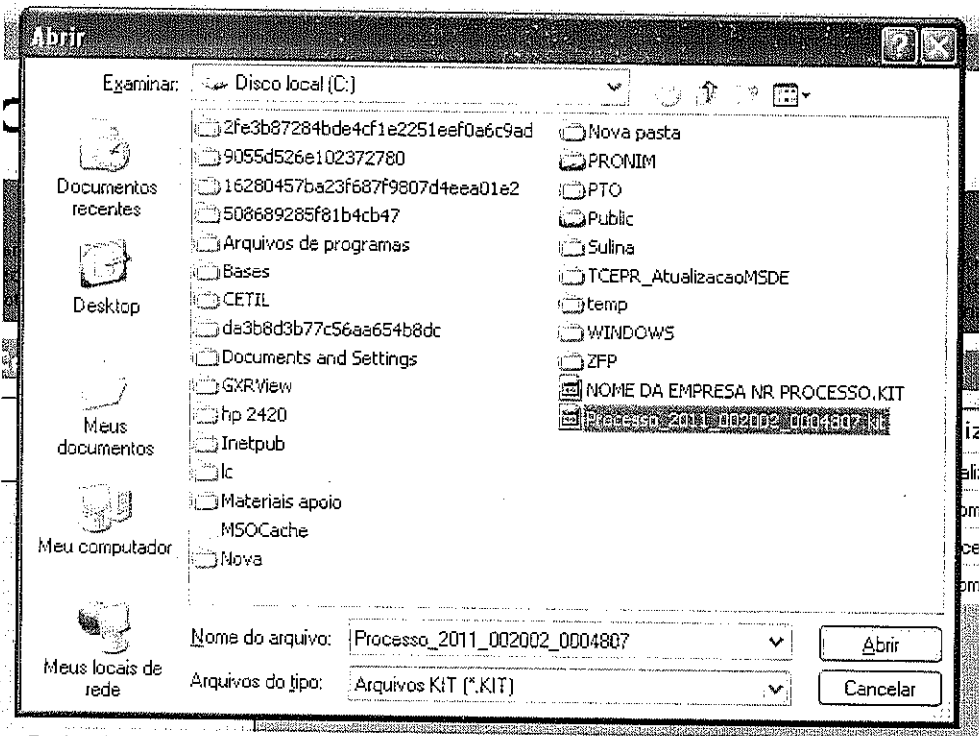 Abrir
Examinar: Disco local (C:)
Documentos
recentes
Desktop
Meus
documentos
Meu computador
Meus locais de
rede
2fe3b87284bde4cf1e2251eef0a6c9ad
9055d526e102372780
16280457ba23f687f9807d4eea01e2
508689285f81b4cb47
Arquivos de programas
Bases
CETIL
da3b8d3b77c56aa654b8dc
Documents and Settings
GXRView
hp 2420
Inetpub
lc
Materiais apoio
MSOCache
Nova
Nova pasta
PRONIM
PTO
Public
Sulina
TCEPR_AtualizacaoMSDE
temp
WINDOWS
ZFP
NOME DA EMPRESA NR PROCESSO.KIT
Processo_2011_002002_0004807.kit
Nome do arquivo: Processo_2011_002002_0004807
Abrir
Arquivos do tipo: Arquivos KIT (*.KIT)
Cancelar